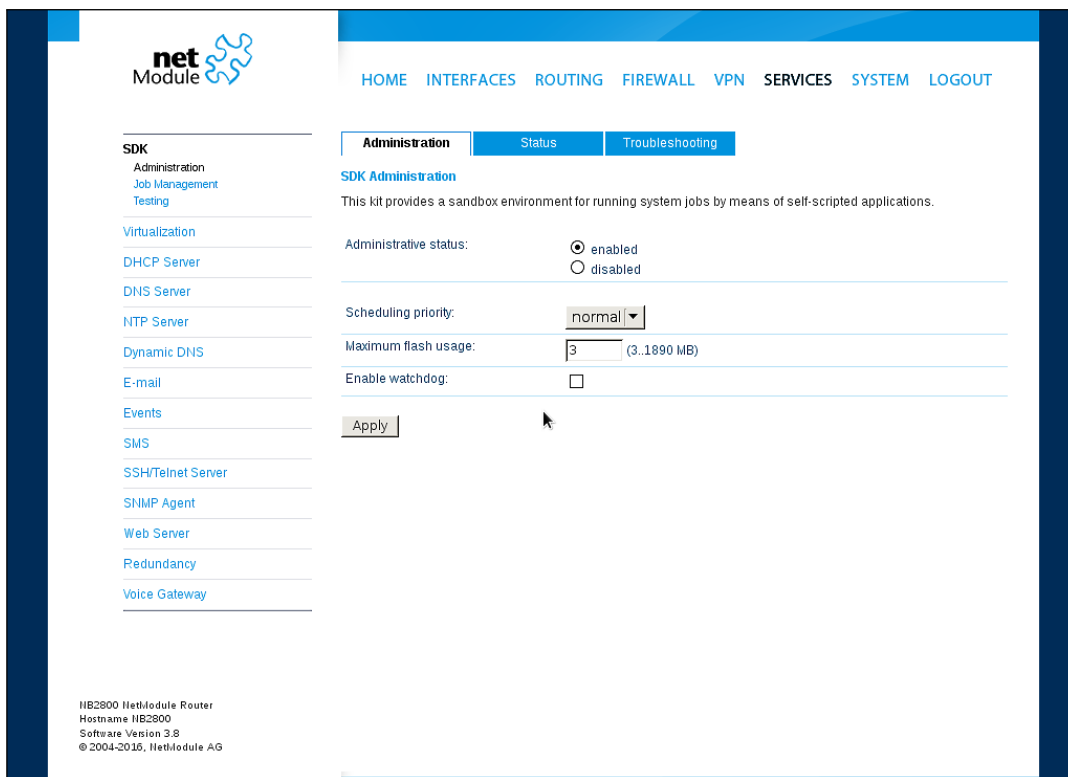 net
Module
HOME INTERFACES ROUTING FIREWALL VPN SERVICES SYSTEM LOGOUT
SDK
Administration
Job Management
Testing
Virtualization
DHCP Server
DNS Server
NTP Server
Dynamic DNS
E-mail
Events
SMS
SSH/Telnet Server
SNMP Agent
Web Server
Redundancy
Voice Gateway
Administration Status Troubleshooting
SDK Administration
This kit provides a sandbox environment for running system jobs by means of self-scripted applications.
Administrative status: enabled
disabled
Scheduling priority: normal
Maximum flash usage: 3 (3..1890 MB)
Enable watchdog:
Apply
NB2800 NetModule Router
Hostname NB2800
Software Version 3.8
© 2004-2016, NetModule AG